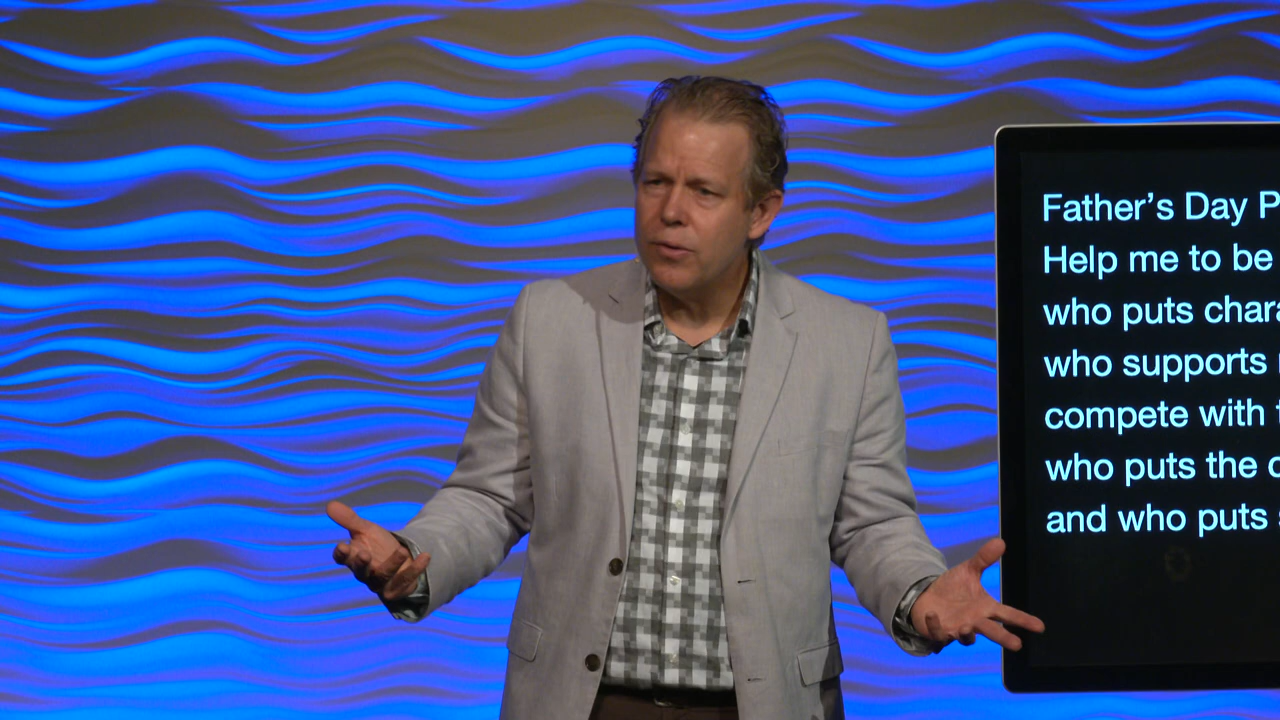 Father’s Day P
Help me to be
who puts chara
who supports
compete with
who puts the
and who puts